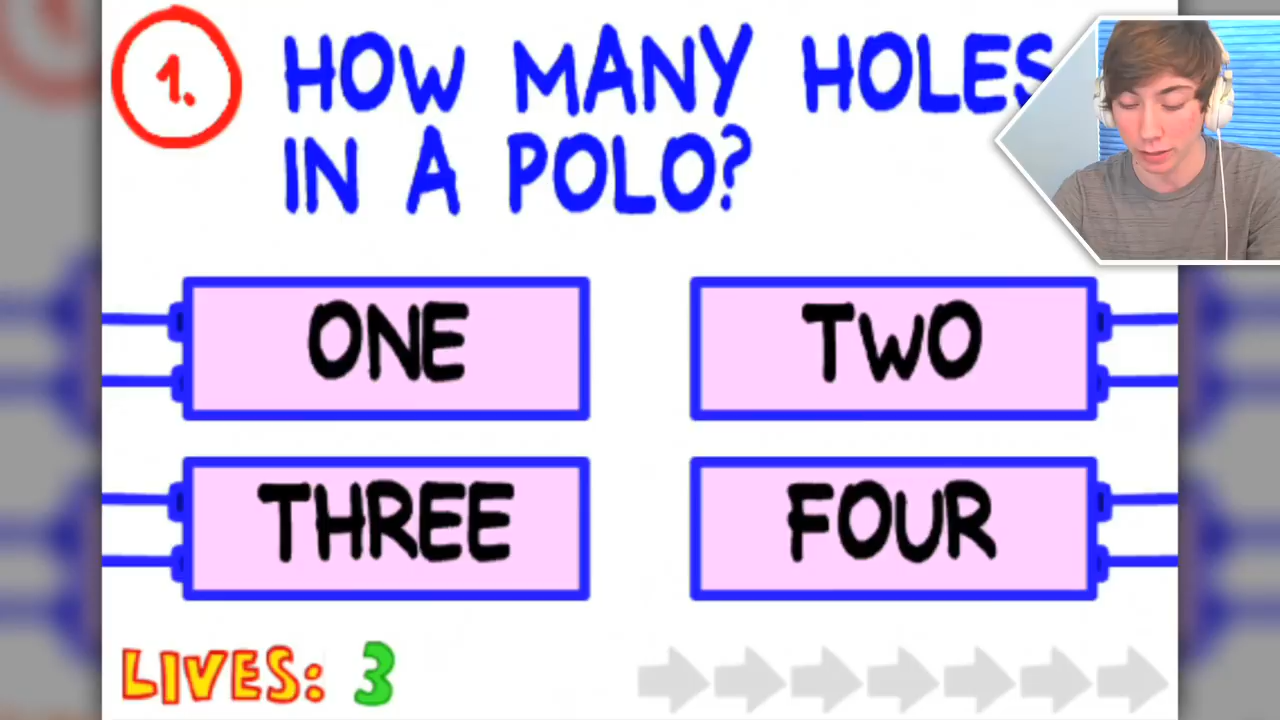 1. HOW MANY HOLES
IN A POLO?
ONE
TWO
THREE
FOUR
LIVES: 3